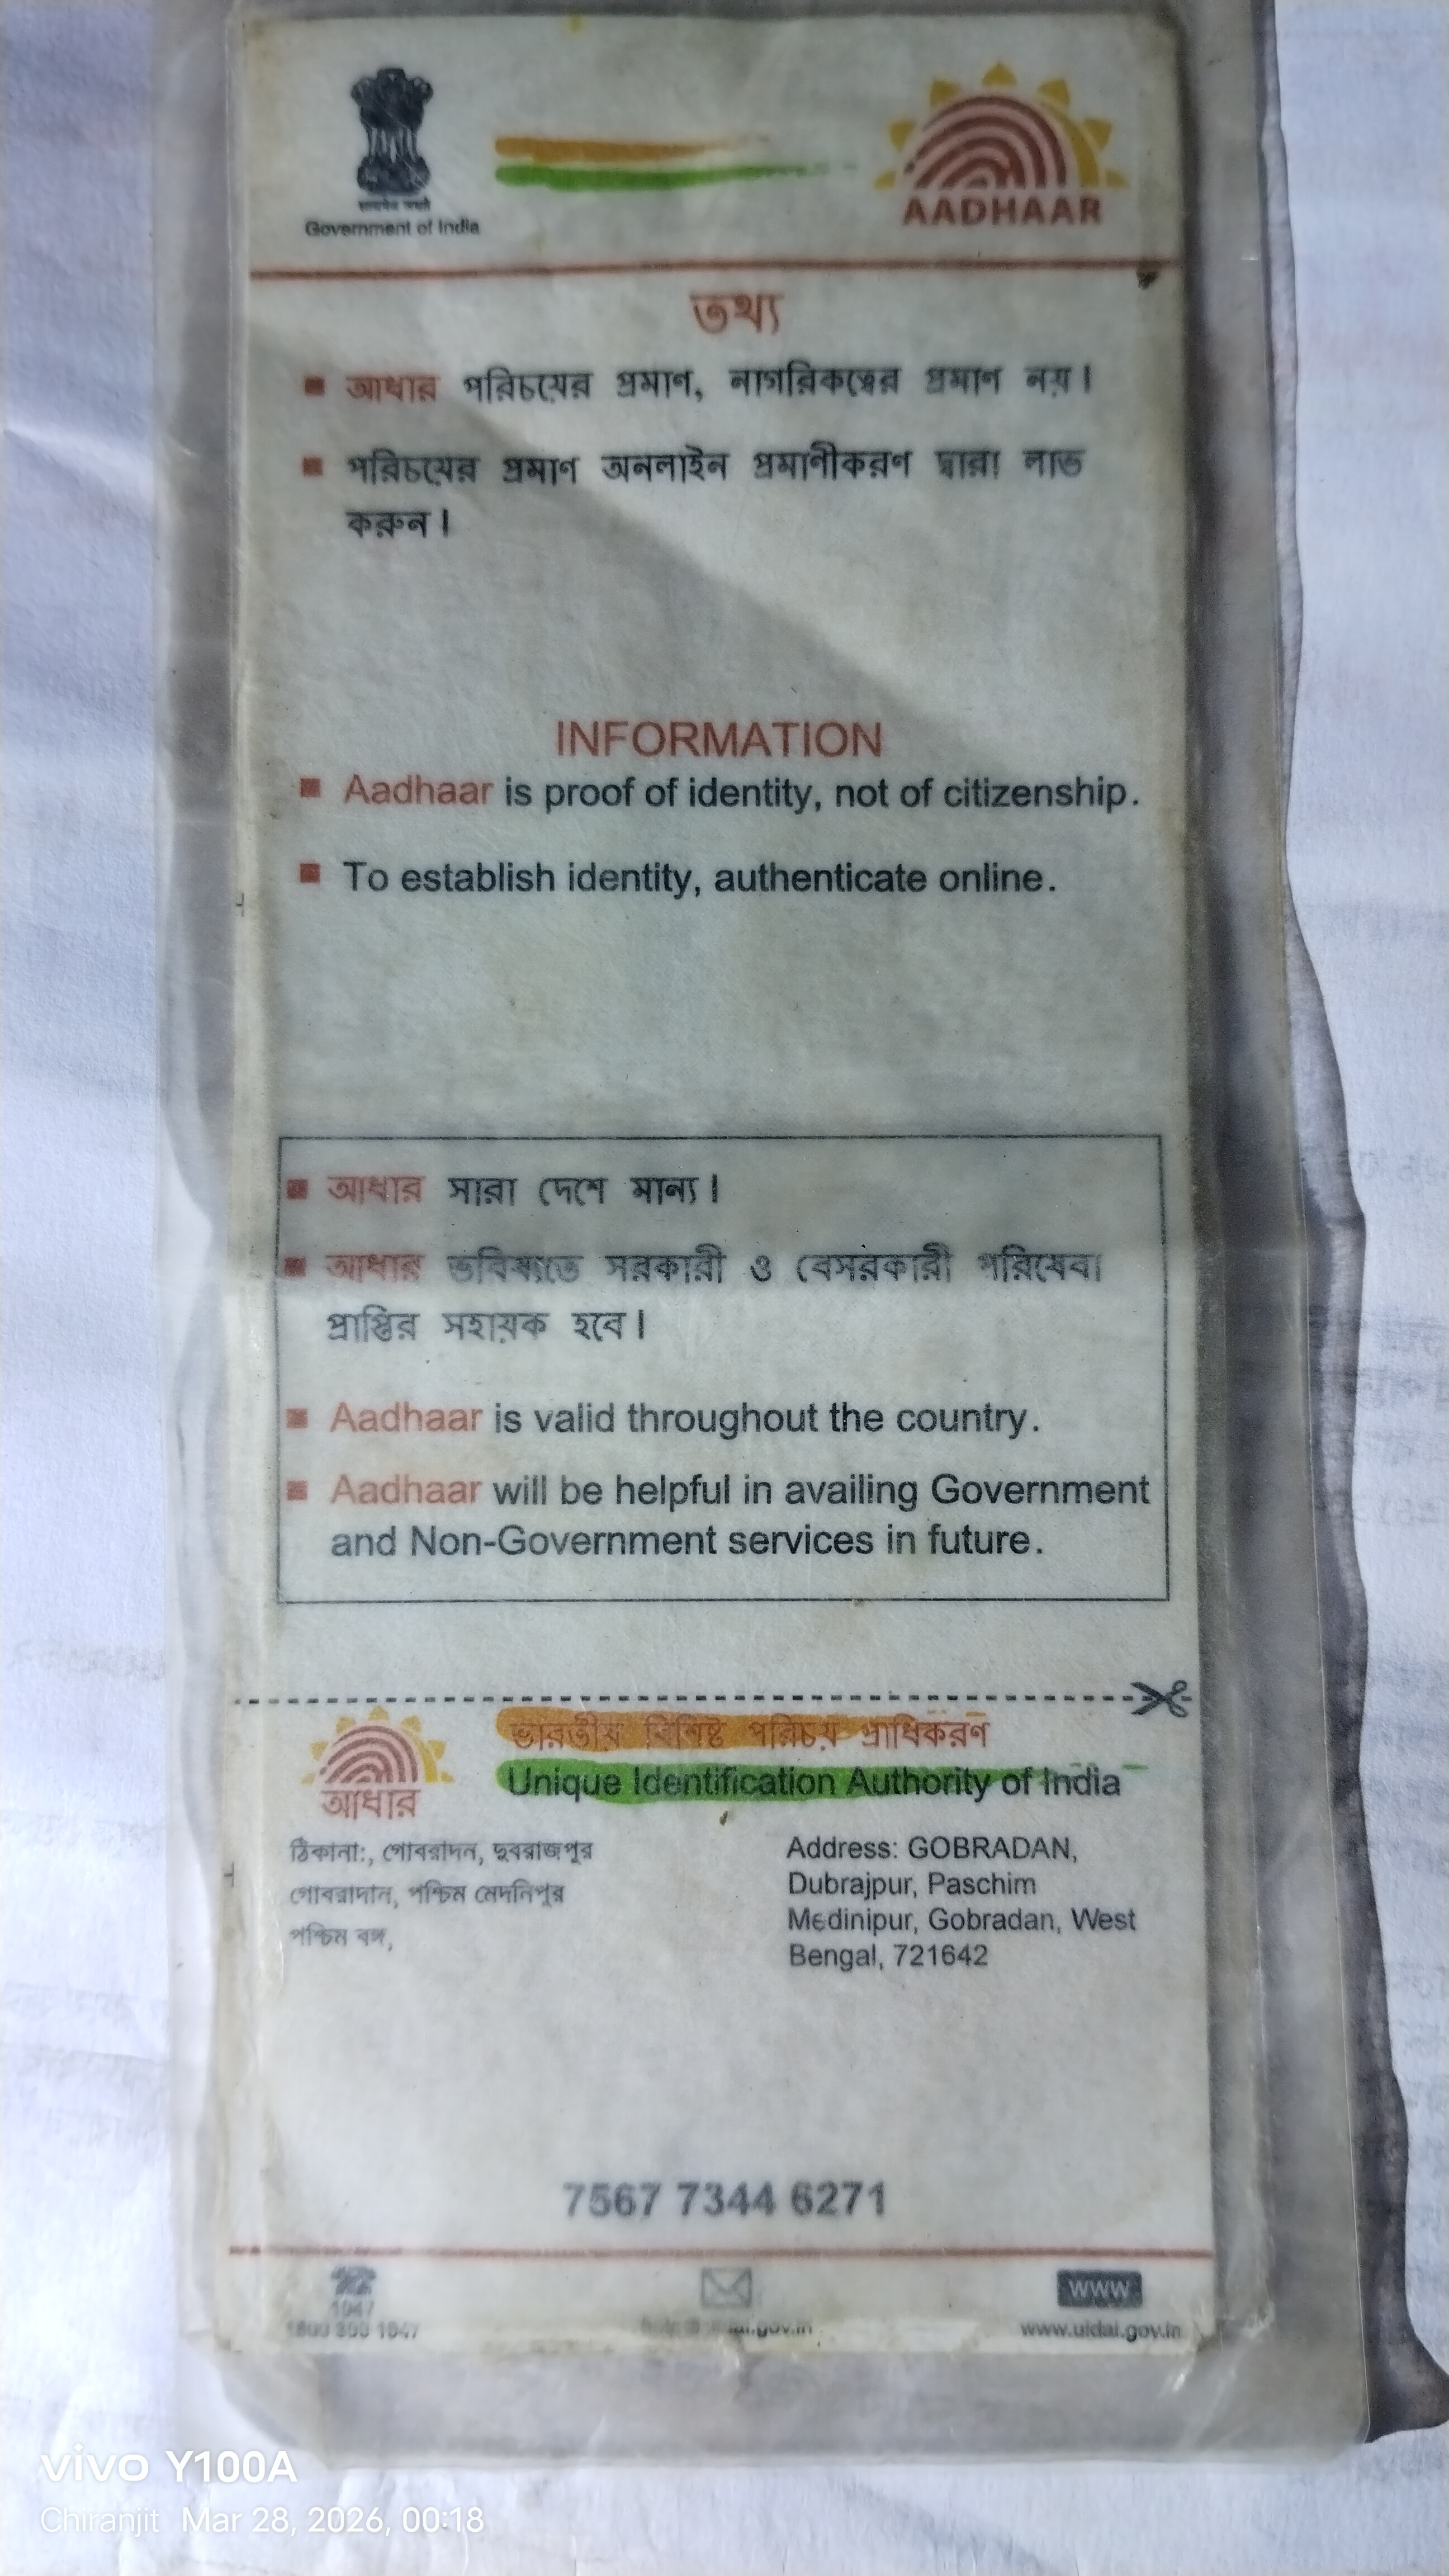 सत्यमेव जयते
Government of India
AADHAAR
তথ্য
আধার পরিচয়ের প্রমাণ, নাগরিকত্বের প্রমাণ নয়।
পরিচয়ের প্রমাণ অনলাইন প্রমাণীকরণ দ্বারা লাভ
করুন।
INFORMATION
Aadhaar is proof of identity, not of citizenship.
To establish identity, authenticate online.
আধার সারা দেশে মান্য।
আধার ভবিষ্যতে সরকারী ও বেসরকারী পরিষেবা
প্রাপ্তির সহায়ক হবে।
Aadhaar is valid throughout the country.
Aadhaar will be helpful in availing Government
and Non-Government services in future.
ভারতীয় বিশিষ্ট পরিচয় প্রাধিকরণ
Unique Identification Authority of India
আধার
ঠিকানা:, গোবরাদন, দুবরাজপুর
গোবরাদান, পশ্চিম মেদনিপুর
পশ্চিম বঙ্গ,
Address: GOBRADAN,
Dubrajpur, Paschim
Medinipur, Gobradan, West
Bengal, 721642
7567 7344 6271
1947
WWW
www.uidai.gov.in
vivo Y100A
Chiranjit Mar 28, 2026, 00:18